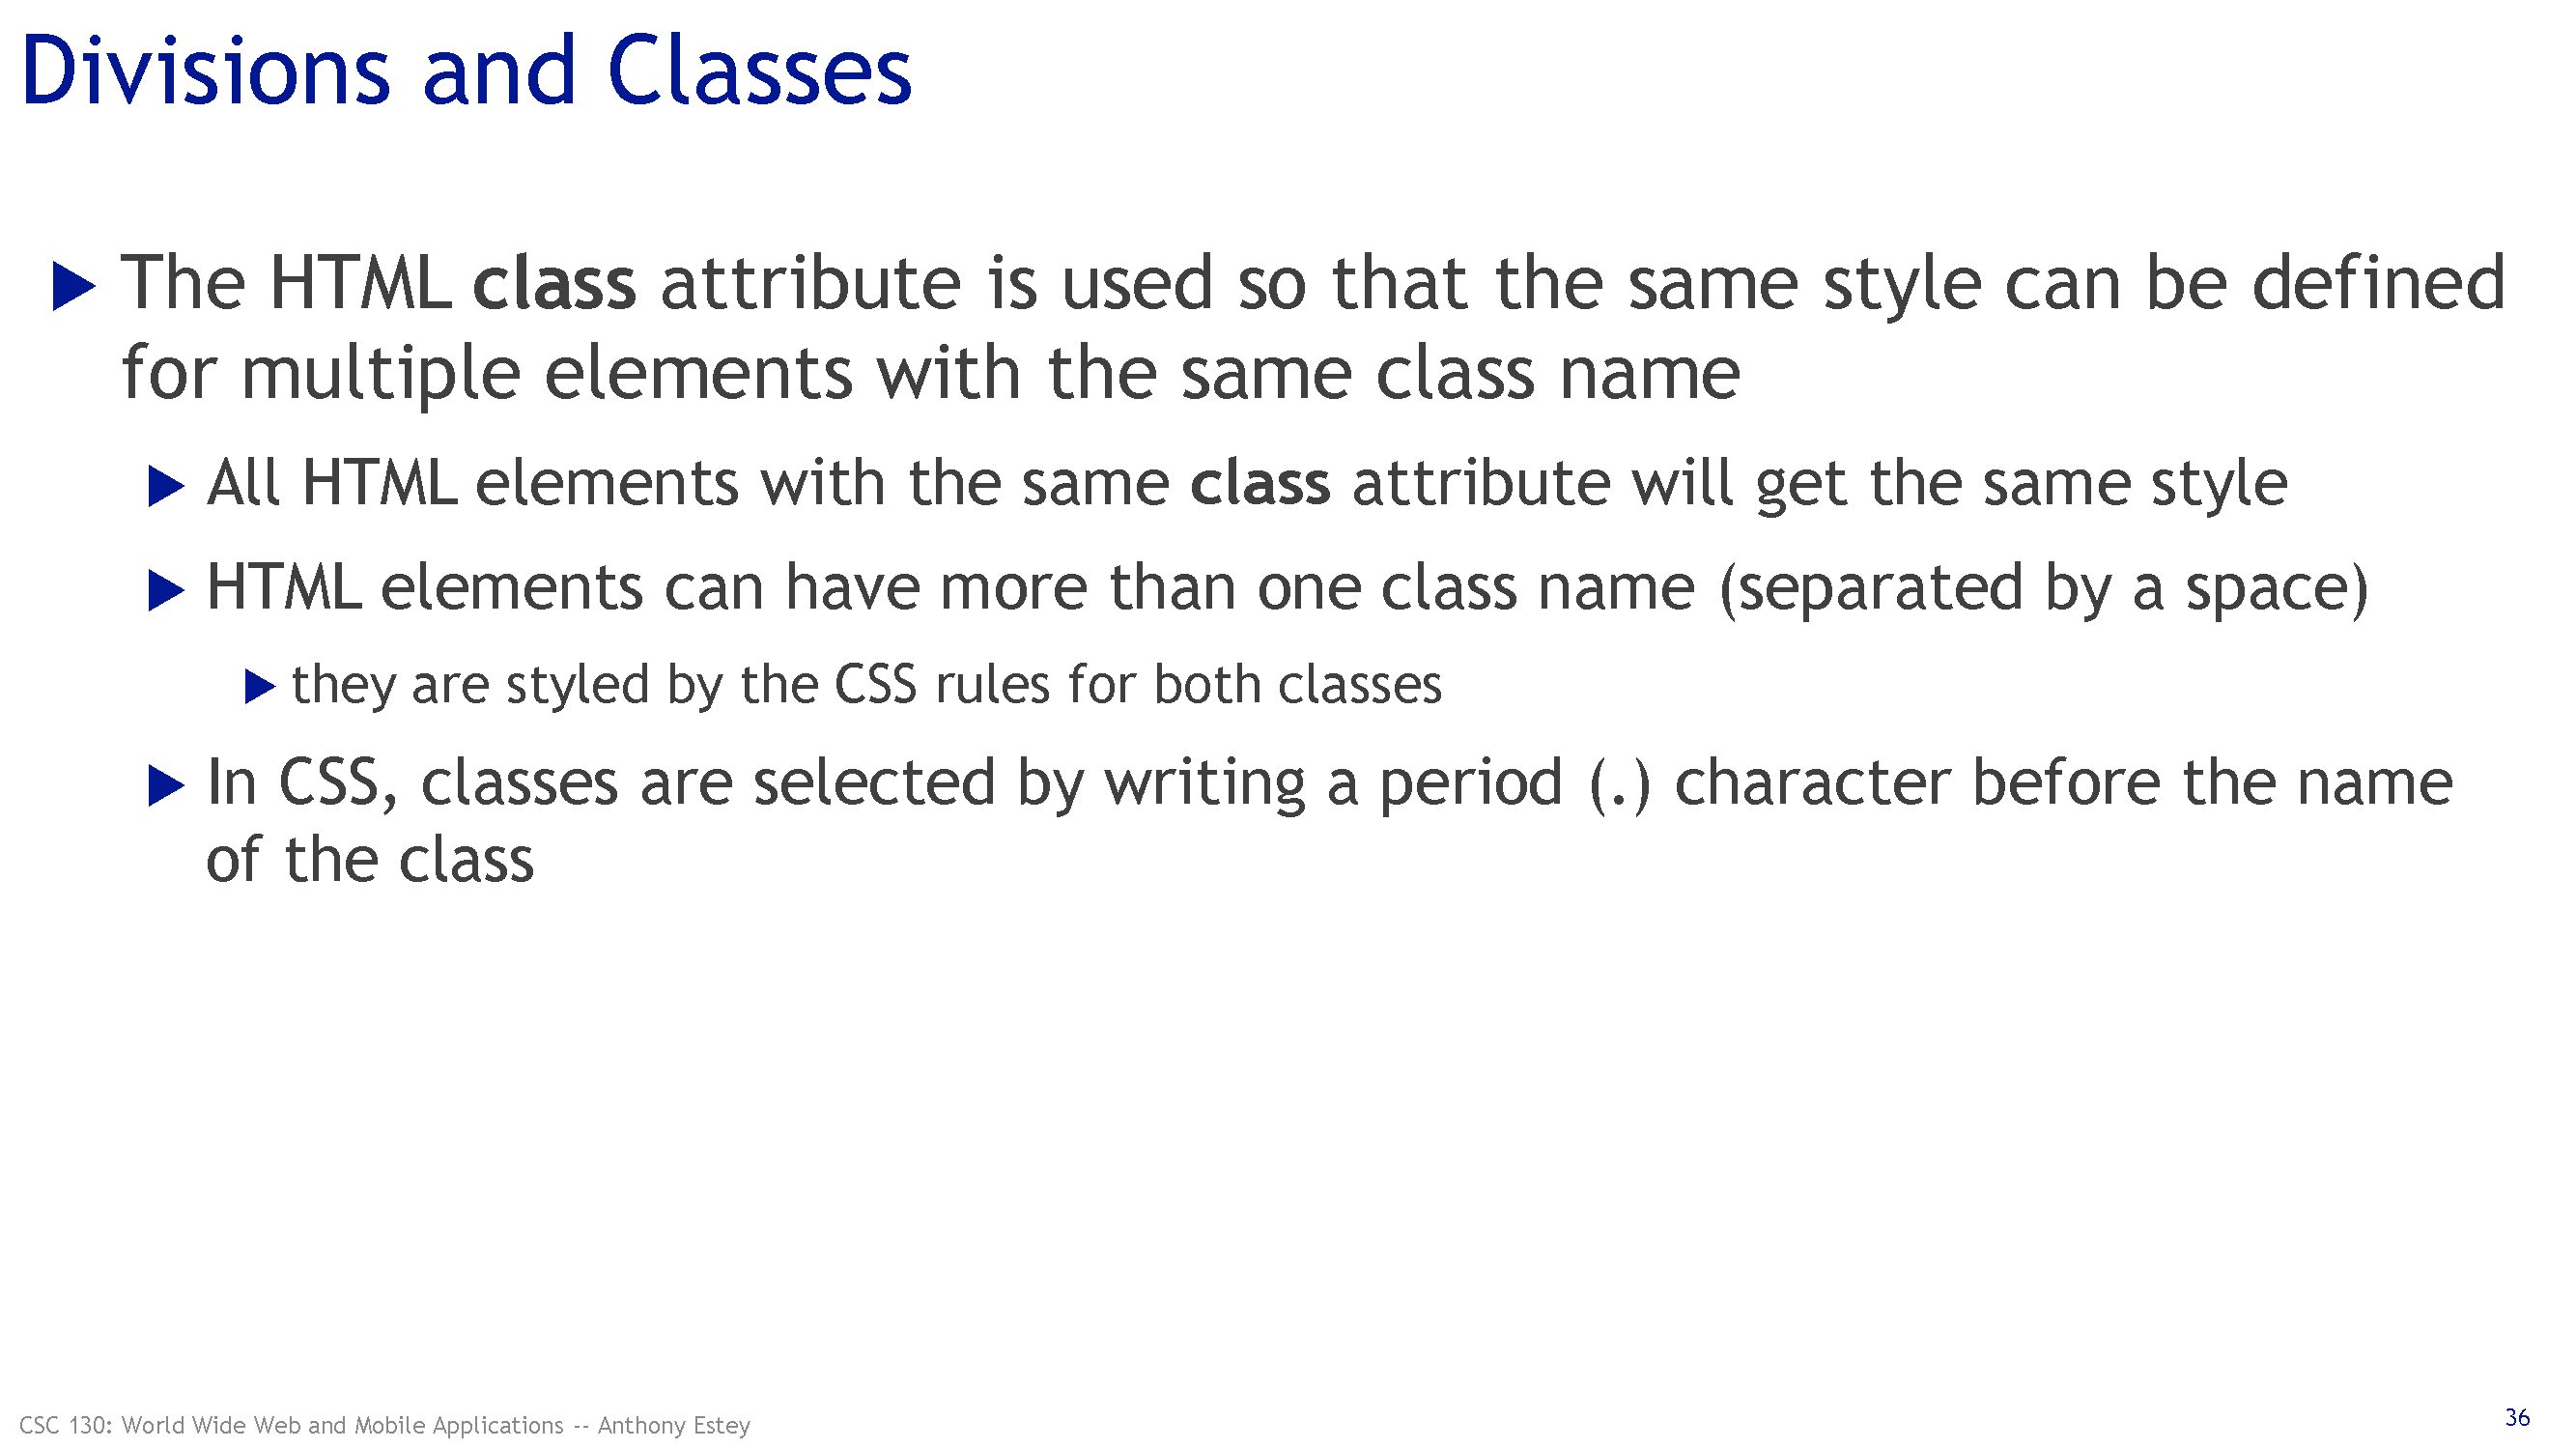 Divisions and Classes
The HTML class attribute is used so that the same style can be defined
for multiple elements with the same class name
All HTML elements with the same class attribute will get the same style
HTML elements can have more than one class name (separated by a space)
they are styled by the CSS rules for both classes
In CSS, classes are selected by writing a period (.) character before the name
of the class
CSC 130: World Wide Web and Mobile Applications -- Anthony Estey
36